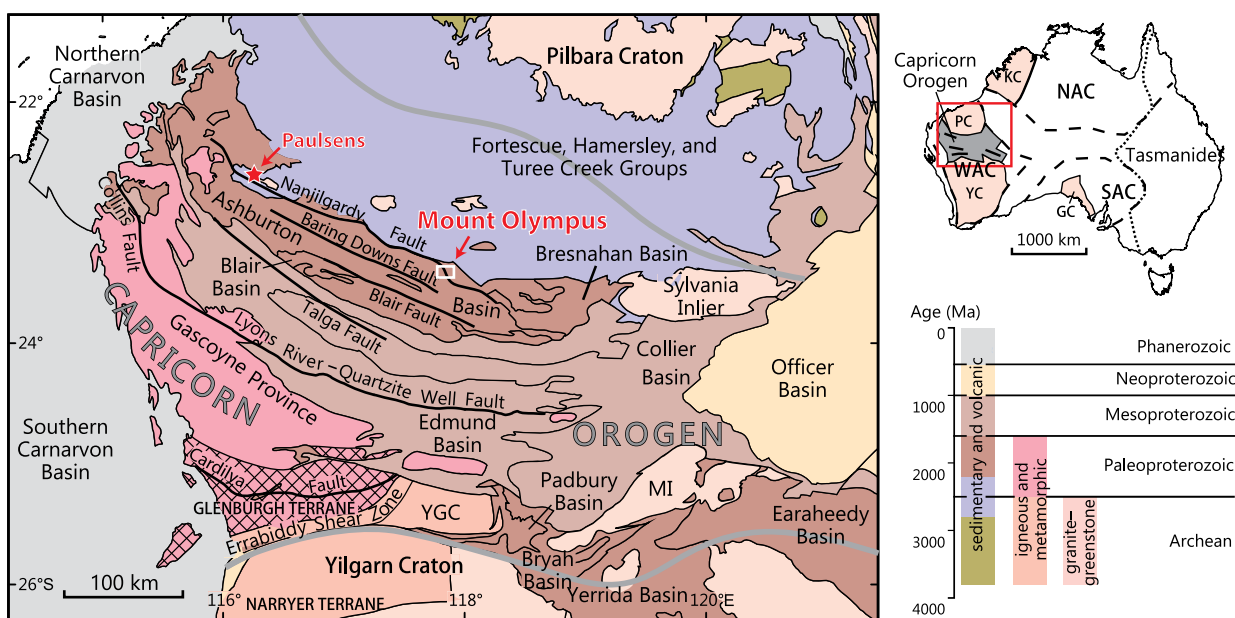 Northern
Carnarvon
Basin
Pilbara Craton
22°
Paulsens
Fortescue, Hamersley, and
Turee Creek Groups
Nanjilgardy
Fault
Collins Fault
Ashburton
Baring Downs Fault
Mount Olympus
Bresnahan Basin
Blair
Basin
Basin
Blair Fault
Sylvania
Inlier
Talga Fault
24°
CAPRICORN
Gascoyne Province
Lyons River–Quartzite Well Fault
Collier
Basin
Officer
Basin
Edmund
Basin
OROGEN
Southern
Carnarvon
Basin
Cardilya
Fault
GLENBURGH TERRANE
Padbury
Basin
MI
Errabiddy Shear Zone
YGC
Earaheedy
Basin
Bryah
Basin
Yilgarn Craton
26°S
100 km
116°
NARRYER TERRANE
118°
Yerrida Basin
120°E
Capricorn
Orogen
KC
NAC
PC
WAC
Tasmanides
YC
SAC
GC
1000 km
Age (Ma)
0
Phanerozoic
Neoproterozoic
1000
Mesoproterozoic
2000
Paleoproterozoic
3000
Archean
4000
sedimentary and volcanic
igneous and
metamorphic
granite–
greenstone